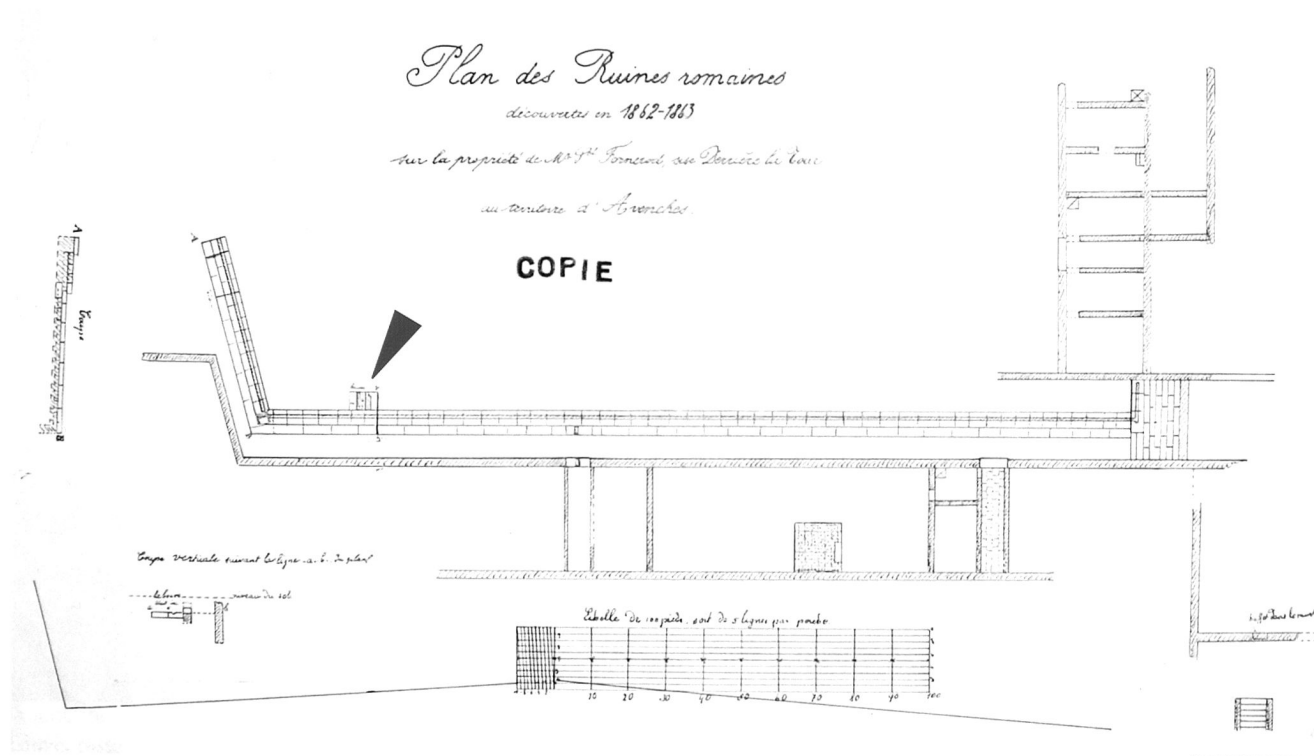 Plan des Ruines romaines
découvertes en 1862-1863
sur la propriété de Mr Fornerod, Derrière la Tour
au territoire d'Avenches.
COPIE
A
Coupe
B
A
Coupe verticale suivant la ligne a. b. du plan
niveau du sol
a
b
Echelle de 100 pieds, soit de 5 lignes par perche
10 20 30 40 50 60 70 80 90 100